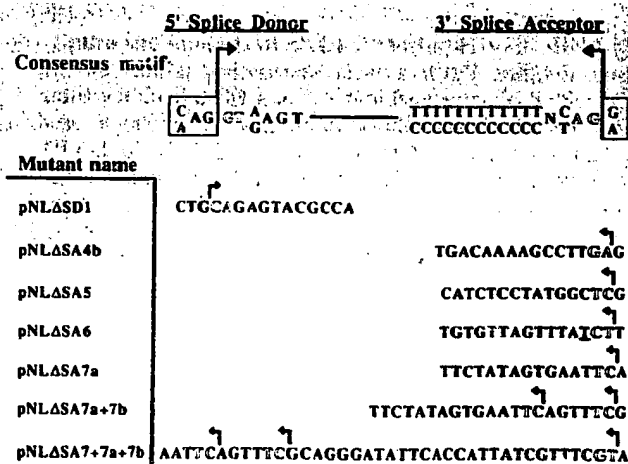 5' Splice Donor 3' Splice Acceptor
Consensus motif
C TTTTTTTTTTTT C G
AG GT A AGT N AG
A G CCCCCCCCCCCC T A
Mutant name
pNLΔSD1 CTGCAGAGTACGCCA
pNLΔSA4b TGACAAAAGCCTTGAG
pNLΔSA5 CATCTCCTATGGCTCG
pNLΔSA6 TGTGTTAGTTTATCTT
pNLΔSA7a TTCTATAGTGAATTCA
pNLΔSA7a+7b TTCTATAGTGAATTCAGTTTCG
pNLΔSA7+7a+7b AATTCAGTTTCGCAGGGATATTCACCATTATCGTTTCGTA